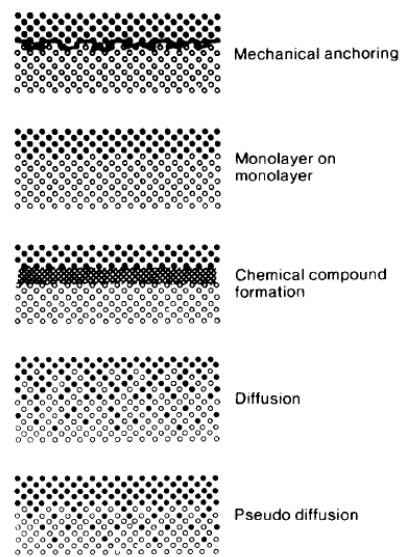 Mechanical anchoring
Monolayer on
monolayer
Chemical compound
formation
Diffusion
Pseudo diffusion